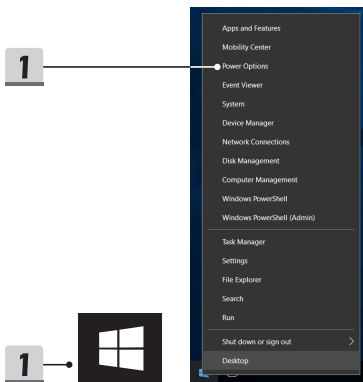 Apps and Features
Mobility Center
1
Power Options
Event Viewer
System
Device Manager
Network Connections
Disk Management
Computer Management
Windows PowerShell
Windows PowerShell (Admin)
Task Manager
Settings
File Explorer
Search
Run
Shut down or sign out
1
Desktop